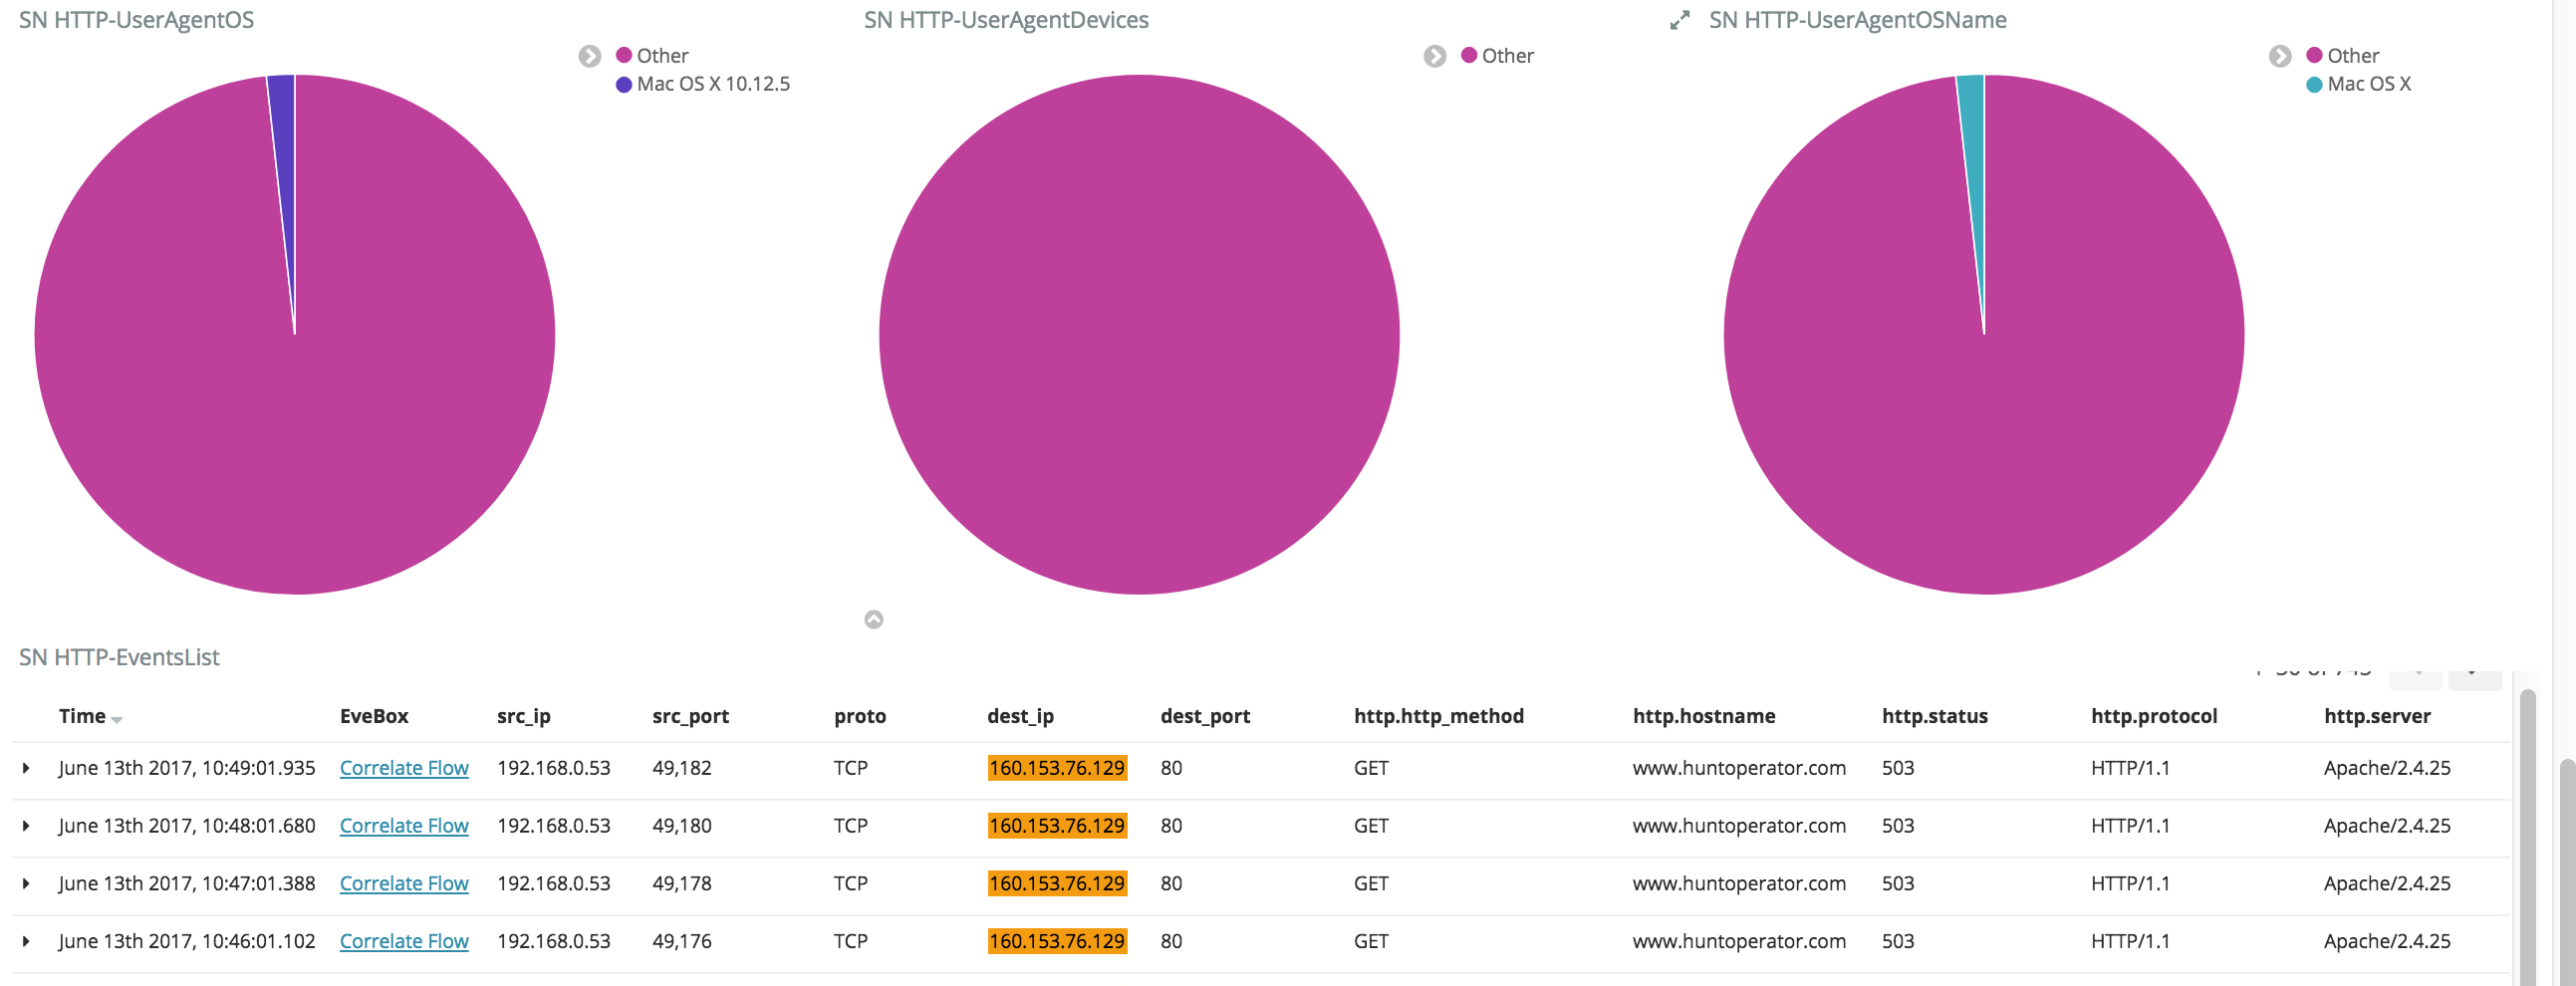 SN HTTP-UserAgentOS
Other
Mac OS X 10.12.5
SN HTTP-UserAgentDevices
Other
SN HTTP-UserAgentOSName
Other
Mac OS X
SN HTTP-EventsList
Time EveBox src_ip src_port proto dest_ip dest_port http.http_method http.hostname http.status http.protocol http.server
June 13th 2017, 10:49:01.935 Correlate Flow 192.168.0.53 49,182 TCP 160.153.76.129 80 GET www.huntoperator.com 503 HTTP/1.1 Apache/2.4.25
June 13th 2017, 10:48:01.680 Correlate Flow 192.168.0.53 49,180 TCP 160.153.76.129 80 GET www.huntoperator.com 503 HTTP/1.1 Apache/2.4.25
June 13th 2017, 10:47:01.388 Correlate Flow 192.168.0.53 49,178 TCP 160.153.76.129 80 GET www.huntoperator.com 503 HTTP/1.1 Apache/2.4.25
June 13th 2017, 10:46:01.102 Correlate Flow 192.168.0.53 49,176 TCP 160.153.76.129 80 GET www.huntoperator.com 503 HTTP/1.1 Apache/2.4.25